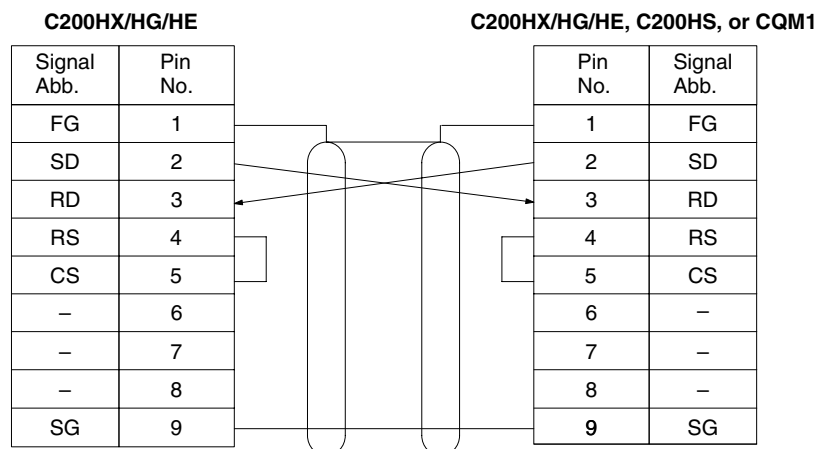 C200HX/HG/HE
C200HX/HG/HE, C200HS, or CQM1
Signal Abb. Pin No. Pin No. Signal Abb.
FG 1 1 FG
SD 2 2 SD
RD 3 3 RD
RS 4 4 RS
CS 5 5 CS
– 6 6 –
– 7 7 –
– 8 8 –
SG 9 9 SG